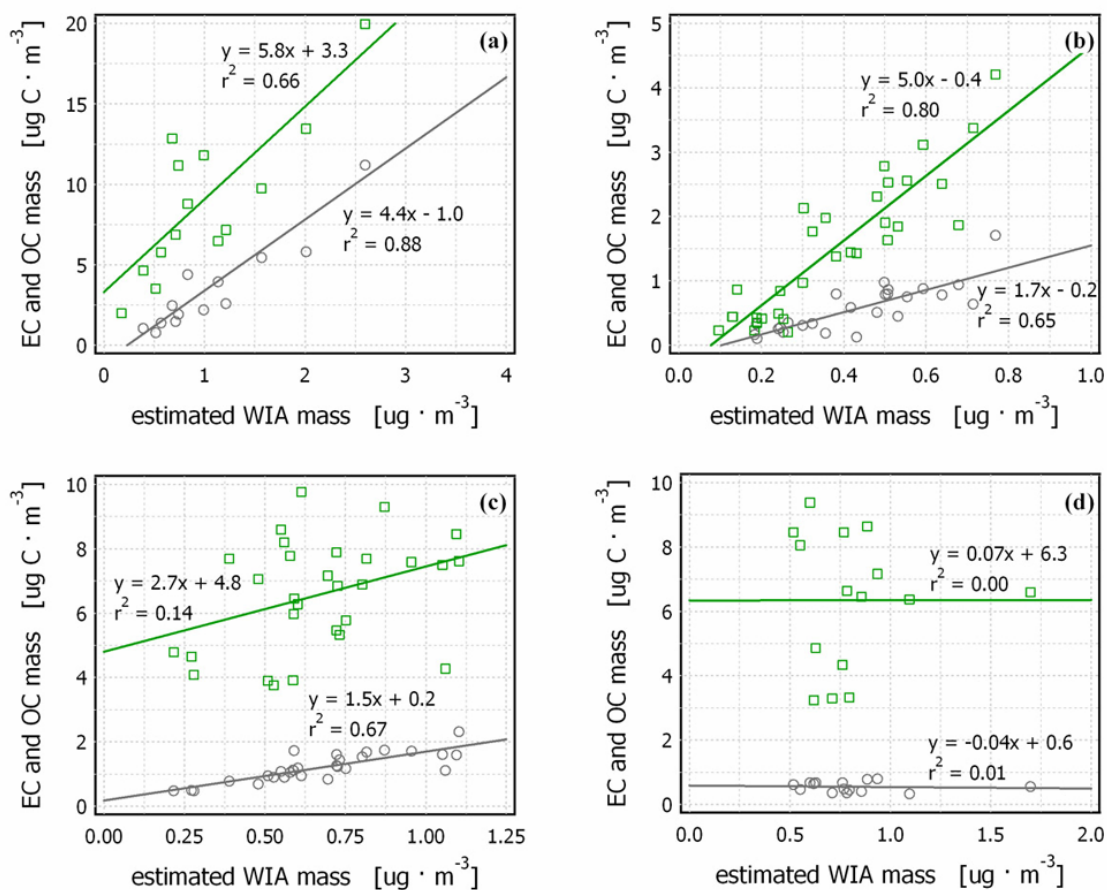 EC and OC mass [ug C · m⁻³]
20
15
10
5
0
(a)
y = 5.8x + 3.3
r² = 0.66
y = 4.4x - 1.0
r² = 0.88
0 1 2 3 4
estimated WIA mass [ug · m⁻³]
EC and OC mass [ug C · m⁻³]
5
4
3
2
1
0
(b)
y = 5.0x - 0.4
r² = 0.80
y = 1.7x - 0.2
r² = 0.65
0.0 0.2 0.4 0.6 0.8 1.0
estimated WIA mass [ug · m⁻³]
EC and OC mass [ug C · m⁻³]
10
8
6
4
2
0
(c)
y = 2.7x + 4.8
r² = 0.14
y = 1.5x + 0.2
r² = 0.67
0.00 0.25 0.50 0.75 1.00 1.25
estimated WIA mass [ug · m⁻³]
EC and OC mass [ug C · m⁻³]
10
8
6
4
2
0
(d)
y = 0.07x + 6.3
r² = 0.00
y = -0.04x + 0.6
r² = 0.01
0.0 0.5 1.0 1.5 2.0
estimated WIA mass [ug · m⁻³]